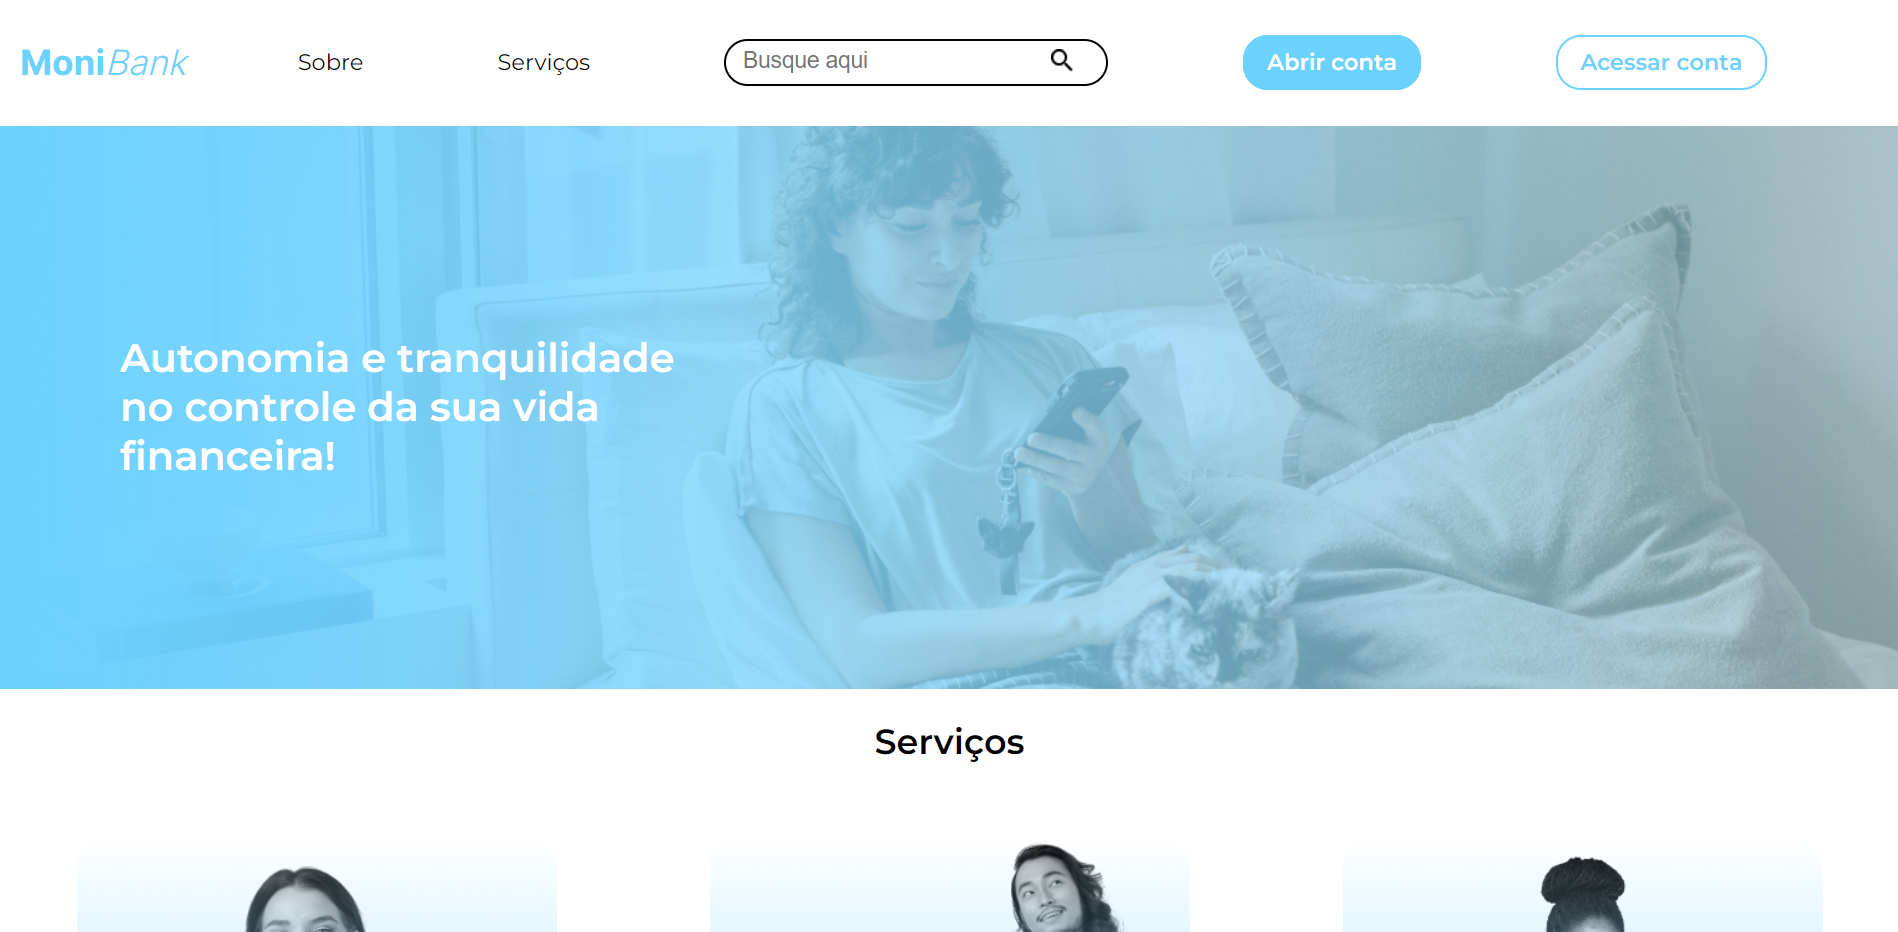 MoniBank
Sobre
Serviços
Busque aqui
Abrir conta
Acessar conta
Autonomia e tranquilidade
no controle da sua vida
financeira!
Serviços